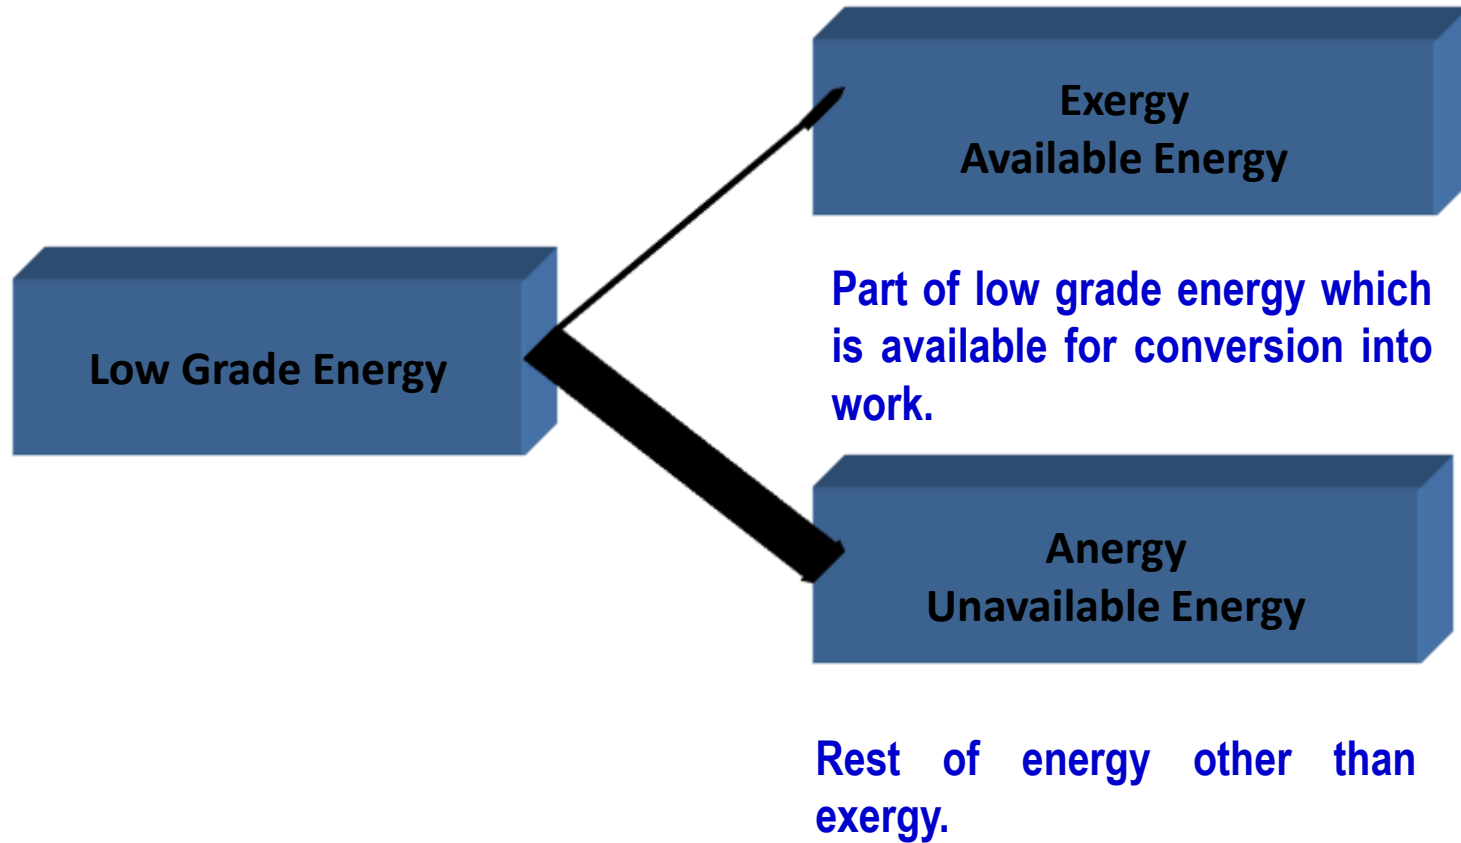 Exergy
Available Energy
Low Grade Energy
Part of low grade energy which
is available for conversion into
work.
Anergy
Unavailable Energy
Rest of energy other than
exergy.